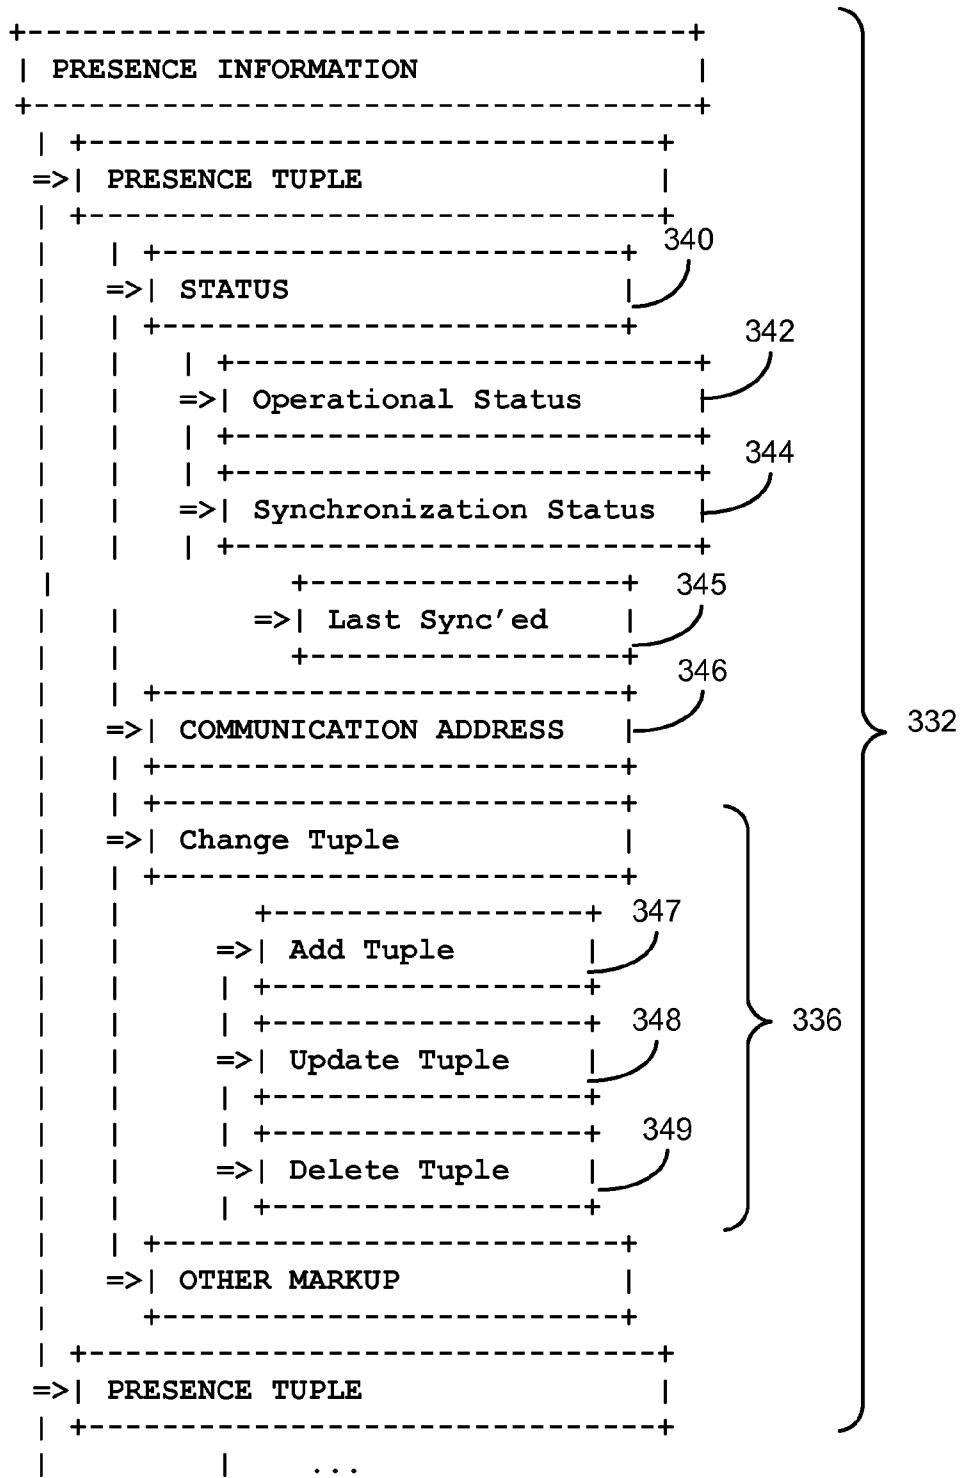 PRESENCE INFORMATION
=>| PRESENCE TUPLE
340
=>| STATUS
342
=>| Operational Status
344
=>| Synchronization Status
345
=>| Last Sync’ed
346
=>| COMMUNICATION ADDRESS
332
=>| Change Tuple
347
=>| Add Tuple
348
336
=>| Update Tuple
349
=>| Delete Tuple
=>| OTHER MARKUP
=>| PRESENCE TUPLE
...